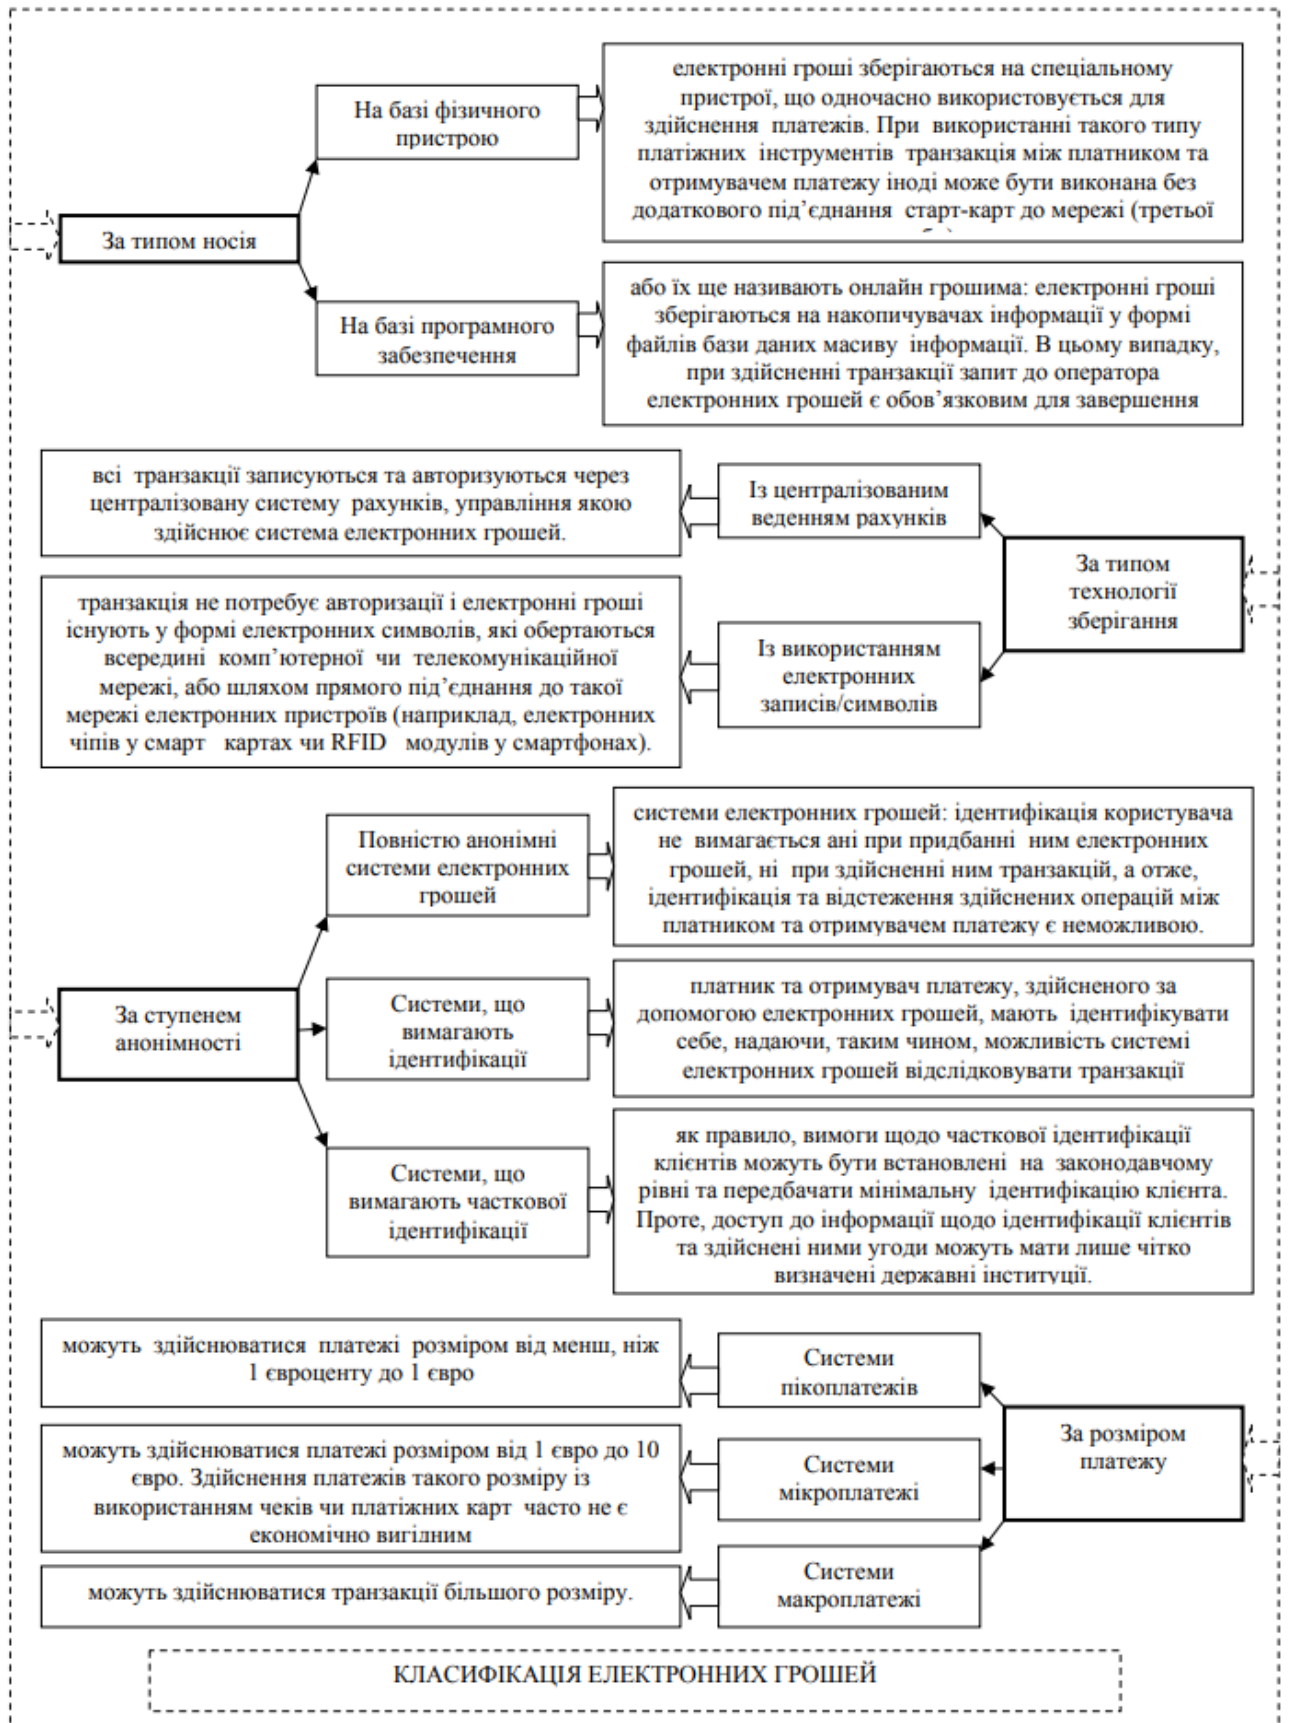 електронні гроші зберігаються на спеціальному
пристрої, що одночасно використовується для
здійснення платежів. При використанні такого типу
платіжних інструментів транзакція між платником та
отримувачем платежу іноді може бути виконана без
додаткового під’єднання старт-карт до мережі (третьої
На базі фізичного
пристрою
За типом носія
На базі програмного
забезпечення
або їх ще називають онлайн грошима: електронні гроші
зберігаються на накопичувачах інформації у формі
файлів бази даних масиву інформації. В цьому випадку,
при здійсненні транзакції запит до оператора
електронних грошей є обов’язковим для завершення
всі транзакції записуються та авторизуються через
централізовану систему рахунків, управління якою
здійснює система електронних грошей.
Із централізованим
веденням рахунків
За типом
технології
зберігання
транзакція не потребує авторизації і електронні гроші
існують у формі електронних символів, які обертаються
всередині комп’ютерної чи телекомунікаційної
мережі, або шляхом прямого під’єднання до такої
мережі електронних пристроїв (наприклад, електронних
чіпів у смарт картах чи RFID модулів у смартфонах).
Із використанням
електронних
записів/символів
Повністю анонімні
системи електронних
грошей
системи електронних грошей: ідентифікація користувача
не вимагається ані при придбанні ним електронних
грошей, ні при здійсненні ним транзакцій, а отже,
ідентифікація та відстеження здійснених операцій між
платником та отримувачем платежу є неможливою.
За ступенем
анонімності
Системи, що
вимагають
ідентифікації
платник та отримувач платежу, здійсненого за
допомогою електронних грошей, мають ідентифікувати
себе, надаючи, таким чином, можливість системі
електронних грошей відслідковувати транзакції
Системи, що
вимагають часткової
ідентифікації
як правило, вимоги щодо часткової ідентифікації
клієнтів можуть бути встановлені на законодавчому
рівні та передбачати мінімальну ідентифікацію клієнта.
Проте, доступ до інформації щодо ідентифікації клієнтів
та здійснені ними угоди можуть мати лише чітко
визначені державні інституції.
можуть здійснюватися платежі розміром від менш, ніж
1 євроценту до 1 євро
Системи
пікоплатежів
За розміром
платежу
можуть здійснюватися платежі розміром від 1 євро до 10
євро. Здійснення платежів такого розміру із
використанням чеків чи платіжних карт часто не є
економічно вигідним
Системи
мікроплатежі
можуть здійснюватися транзакції більшого розміру.
Системи
макроплатежі
КЛАСИФІКАЦІЯ ЕЛЕКТРОННИХ ГРОШЕЙ